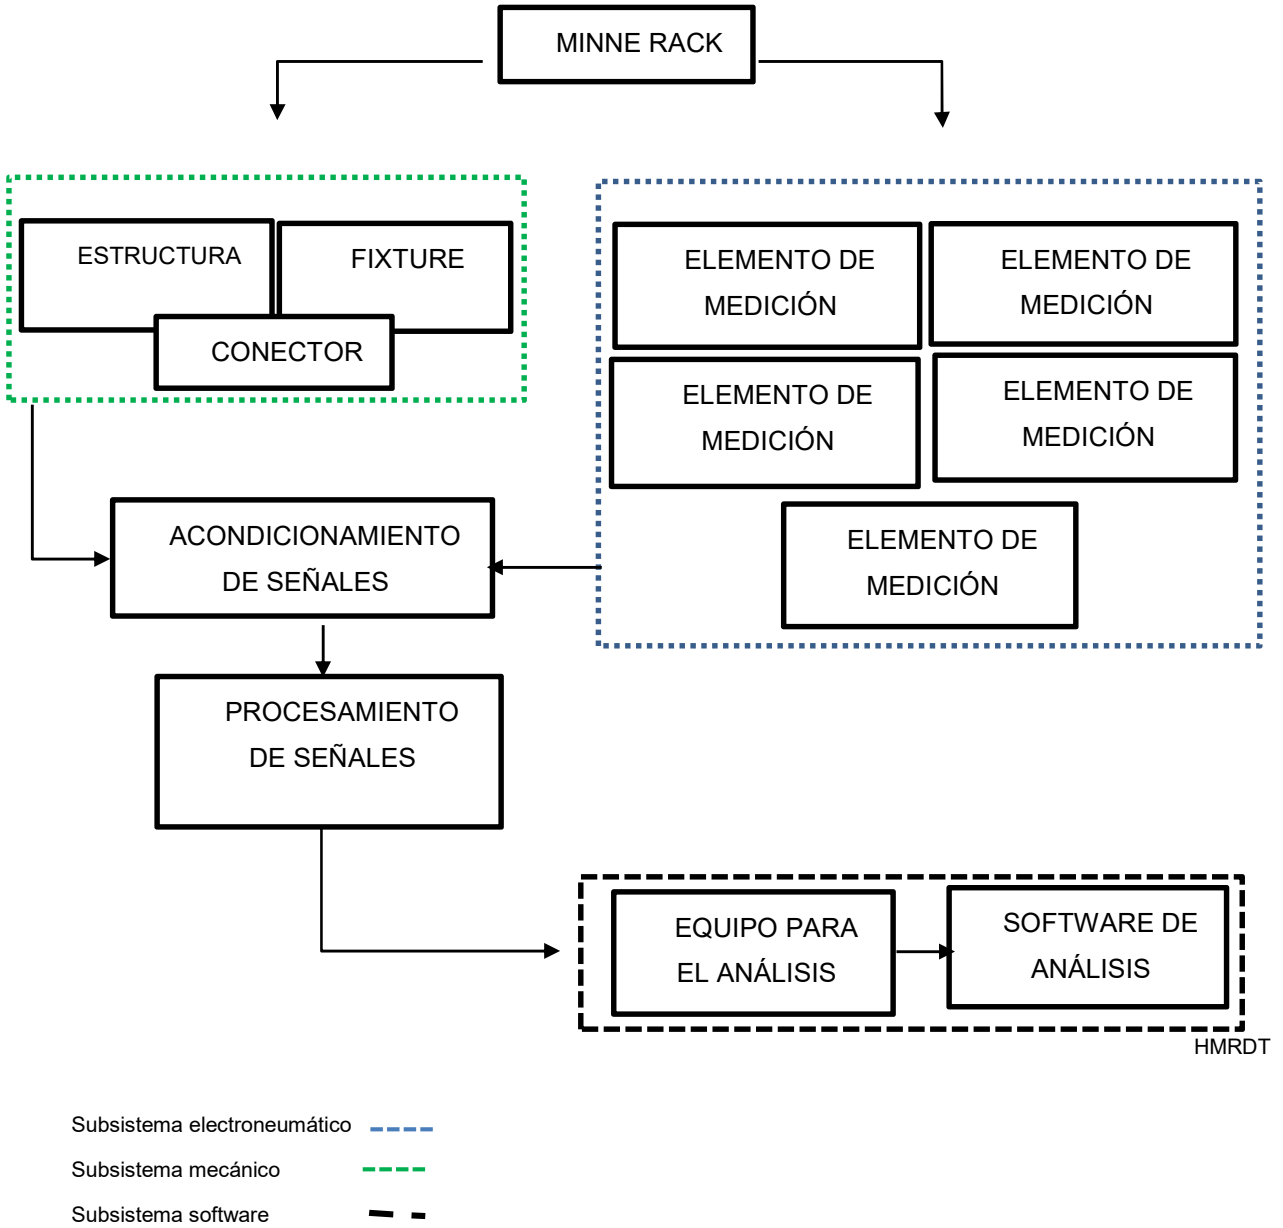 MINNE RACK
ESTRUCTURA
FIXTURE
CONECTOR
ELEMENTO DE
MEDICIÓN
ELEMENTO DE
MEDICIÓN
ELEMENTO DE
MEDICIÓN
ELEMENTO DE
MEDICIÓN
ELEMENTO DE
MEDICIÓN
ACONDICIONAMIENTO
DE SEÑALES
PROCESAMIENTO
DE SEÑALES
EQUIPO PARA
EL ANÁLISIS
SOFTWARE DE
ANÁLISIS
HMRDT
Subsistema electroneumático
Subsistema mecánico
Subsistema software